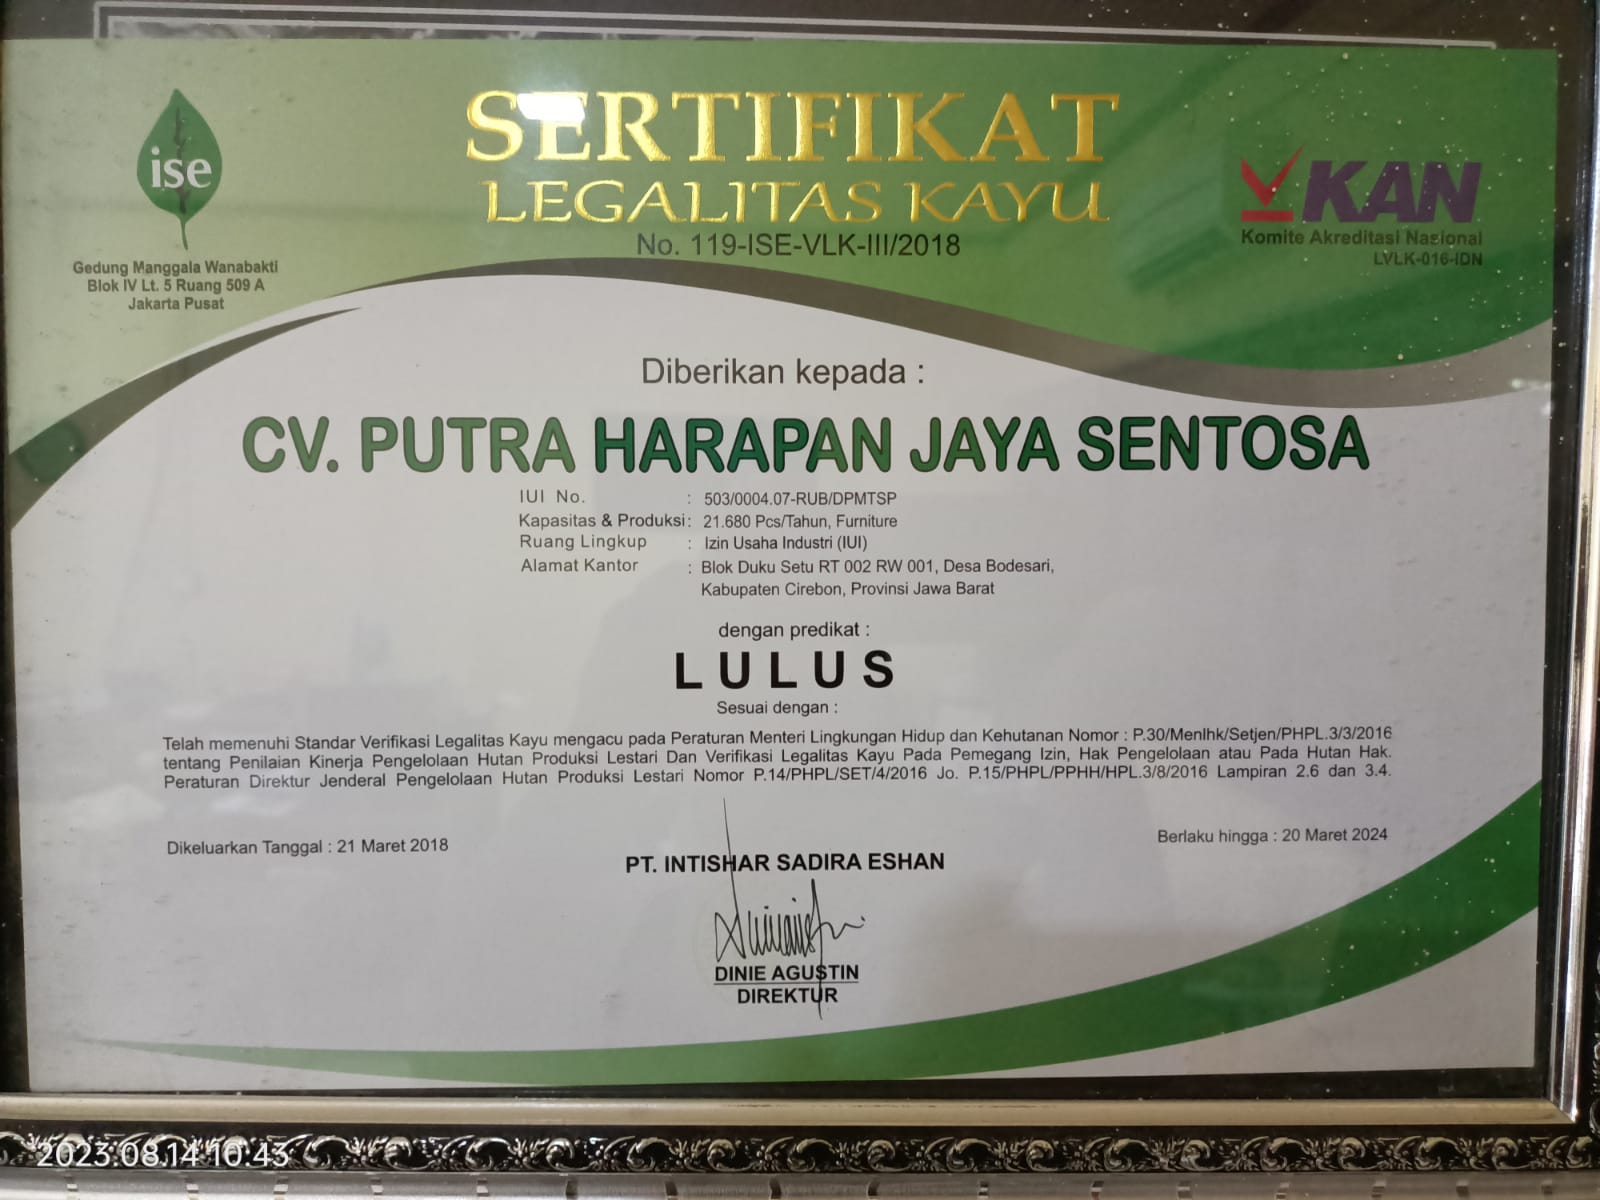 SERTIFIKAT
LEGALITAS KAYU
No. 119-ISE-VLK-III/2018
ise
Gedung Manggala Wanabakti
Blok IV Lt. 5 Ruang 509 A
Jakarta Pusat
KAN
Komite Akreditasi Nasional
LVLK-016-IDN
Diberikan kepada :
CV. PUTRA HARAPAN JAYA SENTOSA
IUI No. : 503/0004.07-RUB/DPMTSP
Kapasitas & Produksi : 21.680 Pcs/Tahun, Furniture
Ruang Lingkup : Izin Usaha Industri (IUI)
Alamat Kantor : Blok Duku Setu RT 002 RW 001, Desa Bodesari,
Kabupaten Cirebon, Provinsi Jawa Barat
dengan predikat :
LULUS
Sesuai dengan :
Telah memenuhi Standar Verifikasi Legalitas Kayu mengacu pada Peraturan Menteri Lingkungan Hidup dan Kehutanan Nomor : P.30/Menlhk/Setjen/PHPL.3/3/2016
tentang Penilaian Kinerja Pengelolaan Hutan Produksi Lestari Dan Verifikasi Legalitas Kayu Pada Pemegang Izin, Hak Pengelolaan atau Pada Hutan Hak.
Peraturan Direktur Jenderal Pengelolaan Hutan Produksi Lestari Nomor P.14/PHPL/SET/4/2016 Jo. P.15/PHPL/PPHH/HPL.3/8/2016 Lampiran 2.6 dan 3.4.
Dikeluarkan Tanggal : 21 Maret 2018
Berlaku hingga : 20 Maret 2024
PT. INTISHAR SADIRA ESHAN
DINIE AGUSTIN
DIREKTUR
2023.08.14 10:43